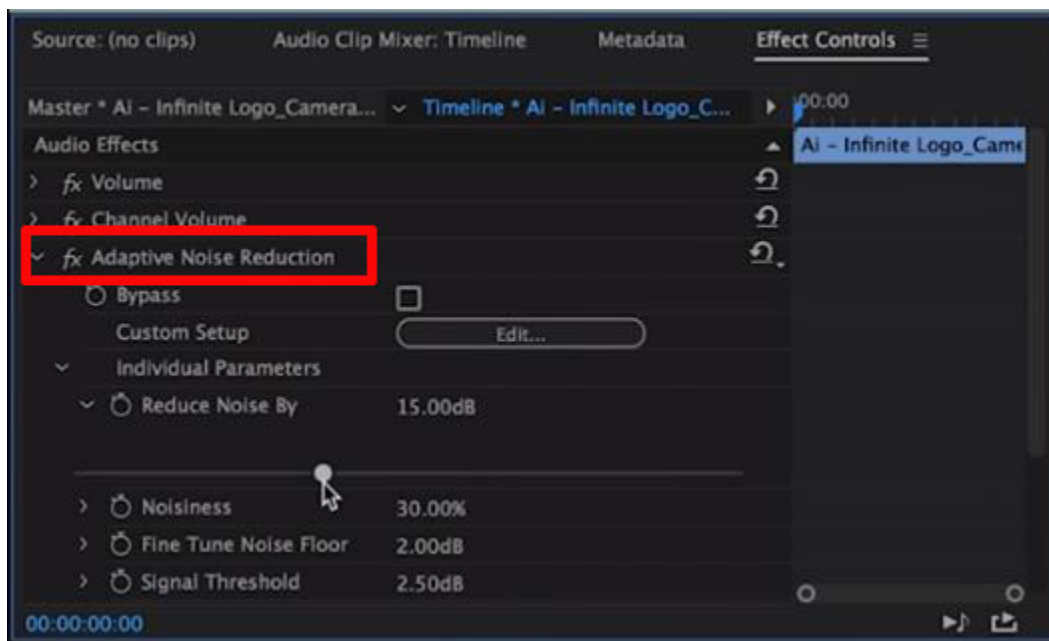 Source: (no clips) Audio Clip Mixer: Timeline Metadata Effect Controls
Master * Ai – Infinite Logo_Camera... Timeline * Ai – Infinite Logo_C... :00:00
Audio Effects Ai – Infinite Logo_Came
fx Volume
fx Channel Volume
fx Adaptive Noise Reduction
Bypass
Custom Setup Edit...
Individual Parameters
Reduce Noise By 15.00dB
Noisiness 30.00%
Fine Tune Noise Floor 2.00dB
Signal Threshold 2.50dB
00:00:00:00